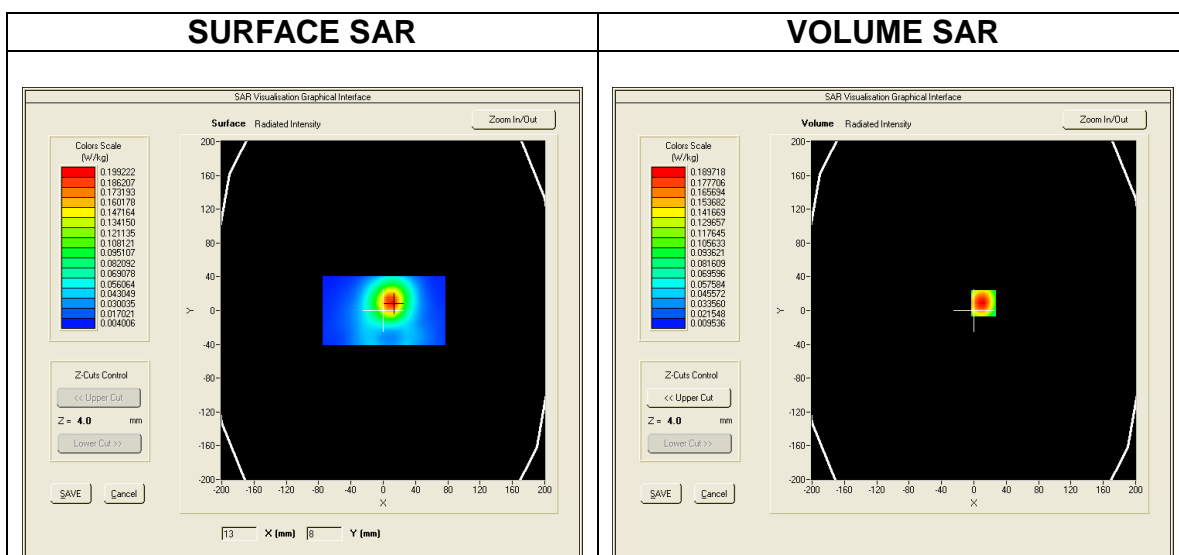 SURFACE SAR
VOLUME SAR
SAR Visualisation Graphical Interface
Surface Radiated Intensity
Zoom In/Out
Colors Scale
(W/kg)
0.199222
0.186207
0.173193
0.160178
0.147164
0.134150
0.121135
0.108121
0.095107
0.082092
0.069078
0.056064
0.043049
0.030035
0.017021
0.004006
200
160
120
80
40
0
-40
-80
-120
-160
-200
Y
-200 -160 -120 -80 -40 0 40 80 120 160 200
X
Z-Cuts Control
<< Upper Cut
Z = 4.0 mm
Lower Cut >>
SAVE Cancel
13 X (mm) 8 Y (mm)
SAR Visualisation Graphical Interface
Volume Radiated Intensity
Zoom In/Out
Colors Scale
(W/kg)
0.189718
0.177706
0.165694
0.153682
0.141669
0.129657
0.117645
0.105633
0.093621
0.081609
0.069596
0.057584
0.045572
0.033560
0.021548
0.009536
200
160
120
80
40
0
-40
-80
-120
-160
-200
Y
-200 -160 -120 -80 -40 0 40 80 120 160 200
X
Z-Cuts Control
<< Upper Cut
Z = 4.0 mm
Lower Cut >>
SAVE Cancel